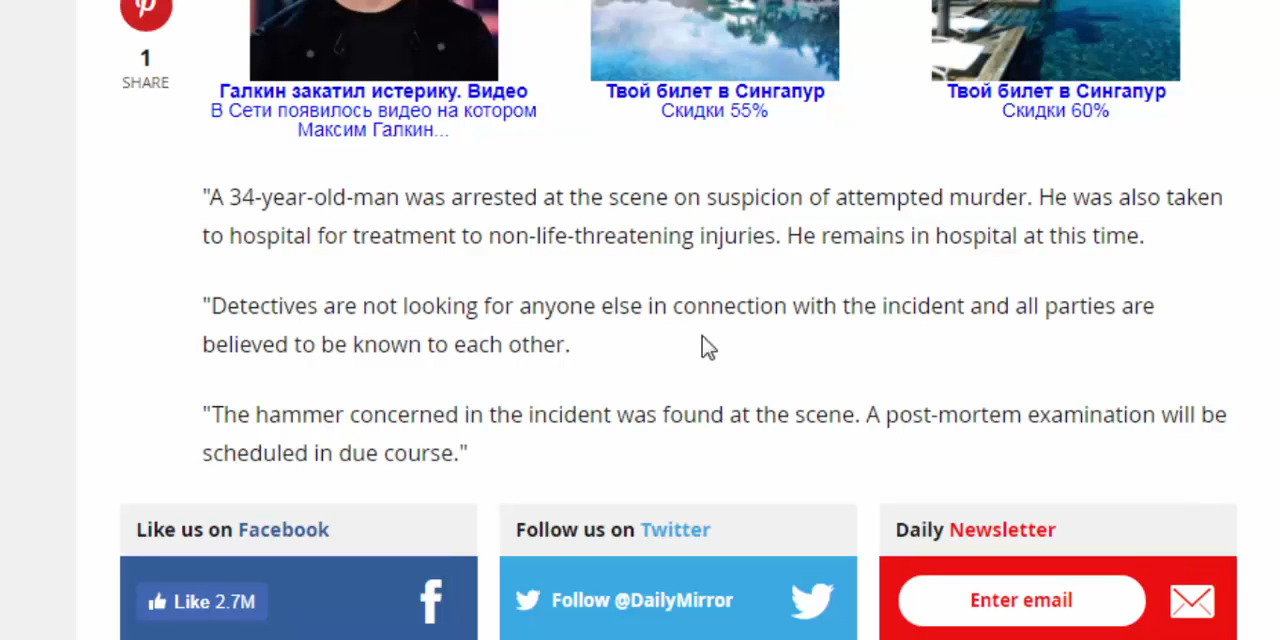 1
SHARE
Галкин закатил истерику. Видео
В Сети появилось видео на котором
Максим Галкин...
Твой билет в Сингапур
Скидки 55%
Твой билет в Сингапур
Скидки 60%
"A 34-year-old-man was arrested at the scene on suspicion of attempted murder. He was also taken
to hospital for treatment to non-life-threatening injuries. He remains in hospital at this time.
"Detectives are not looking for anyone else in connection with the incident and all parties are
believed to be known to each other.
"The hammer concerned in the incident was found at the scene. A post-mortem examination will be
scheduled in due course."
Like us on Facebook
Like 2.7M
Follow us on Twitter
Follow @DailyMirror
Daily Newsletter
Enter email